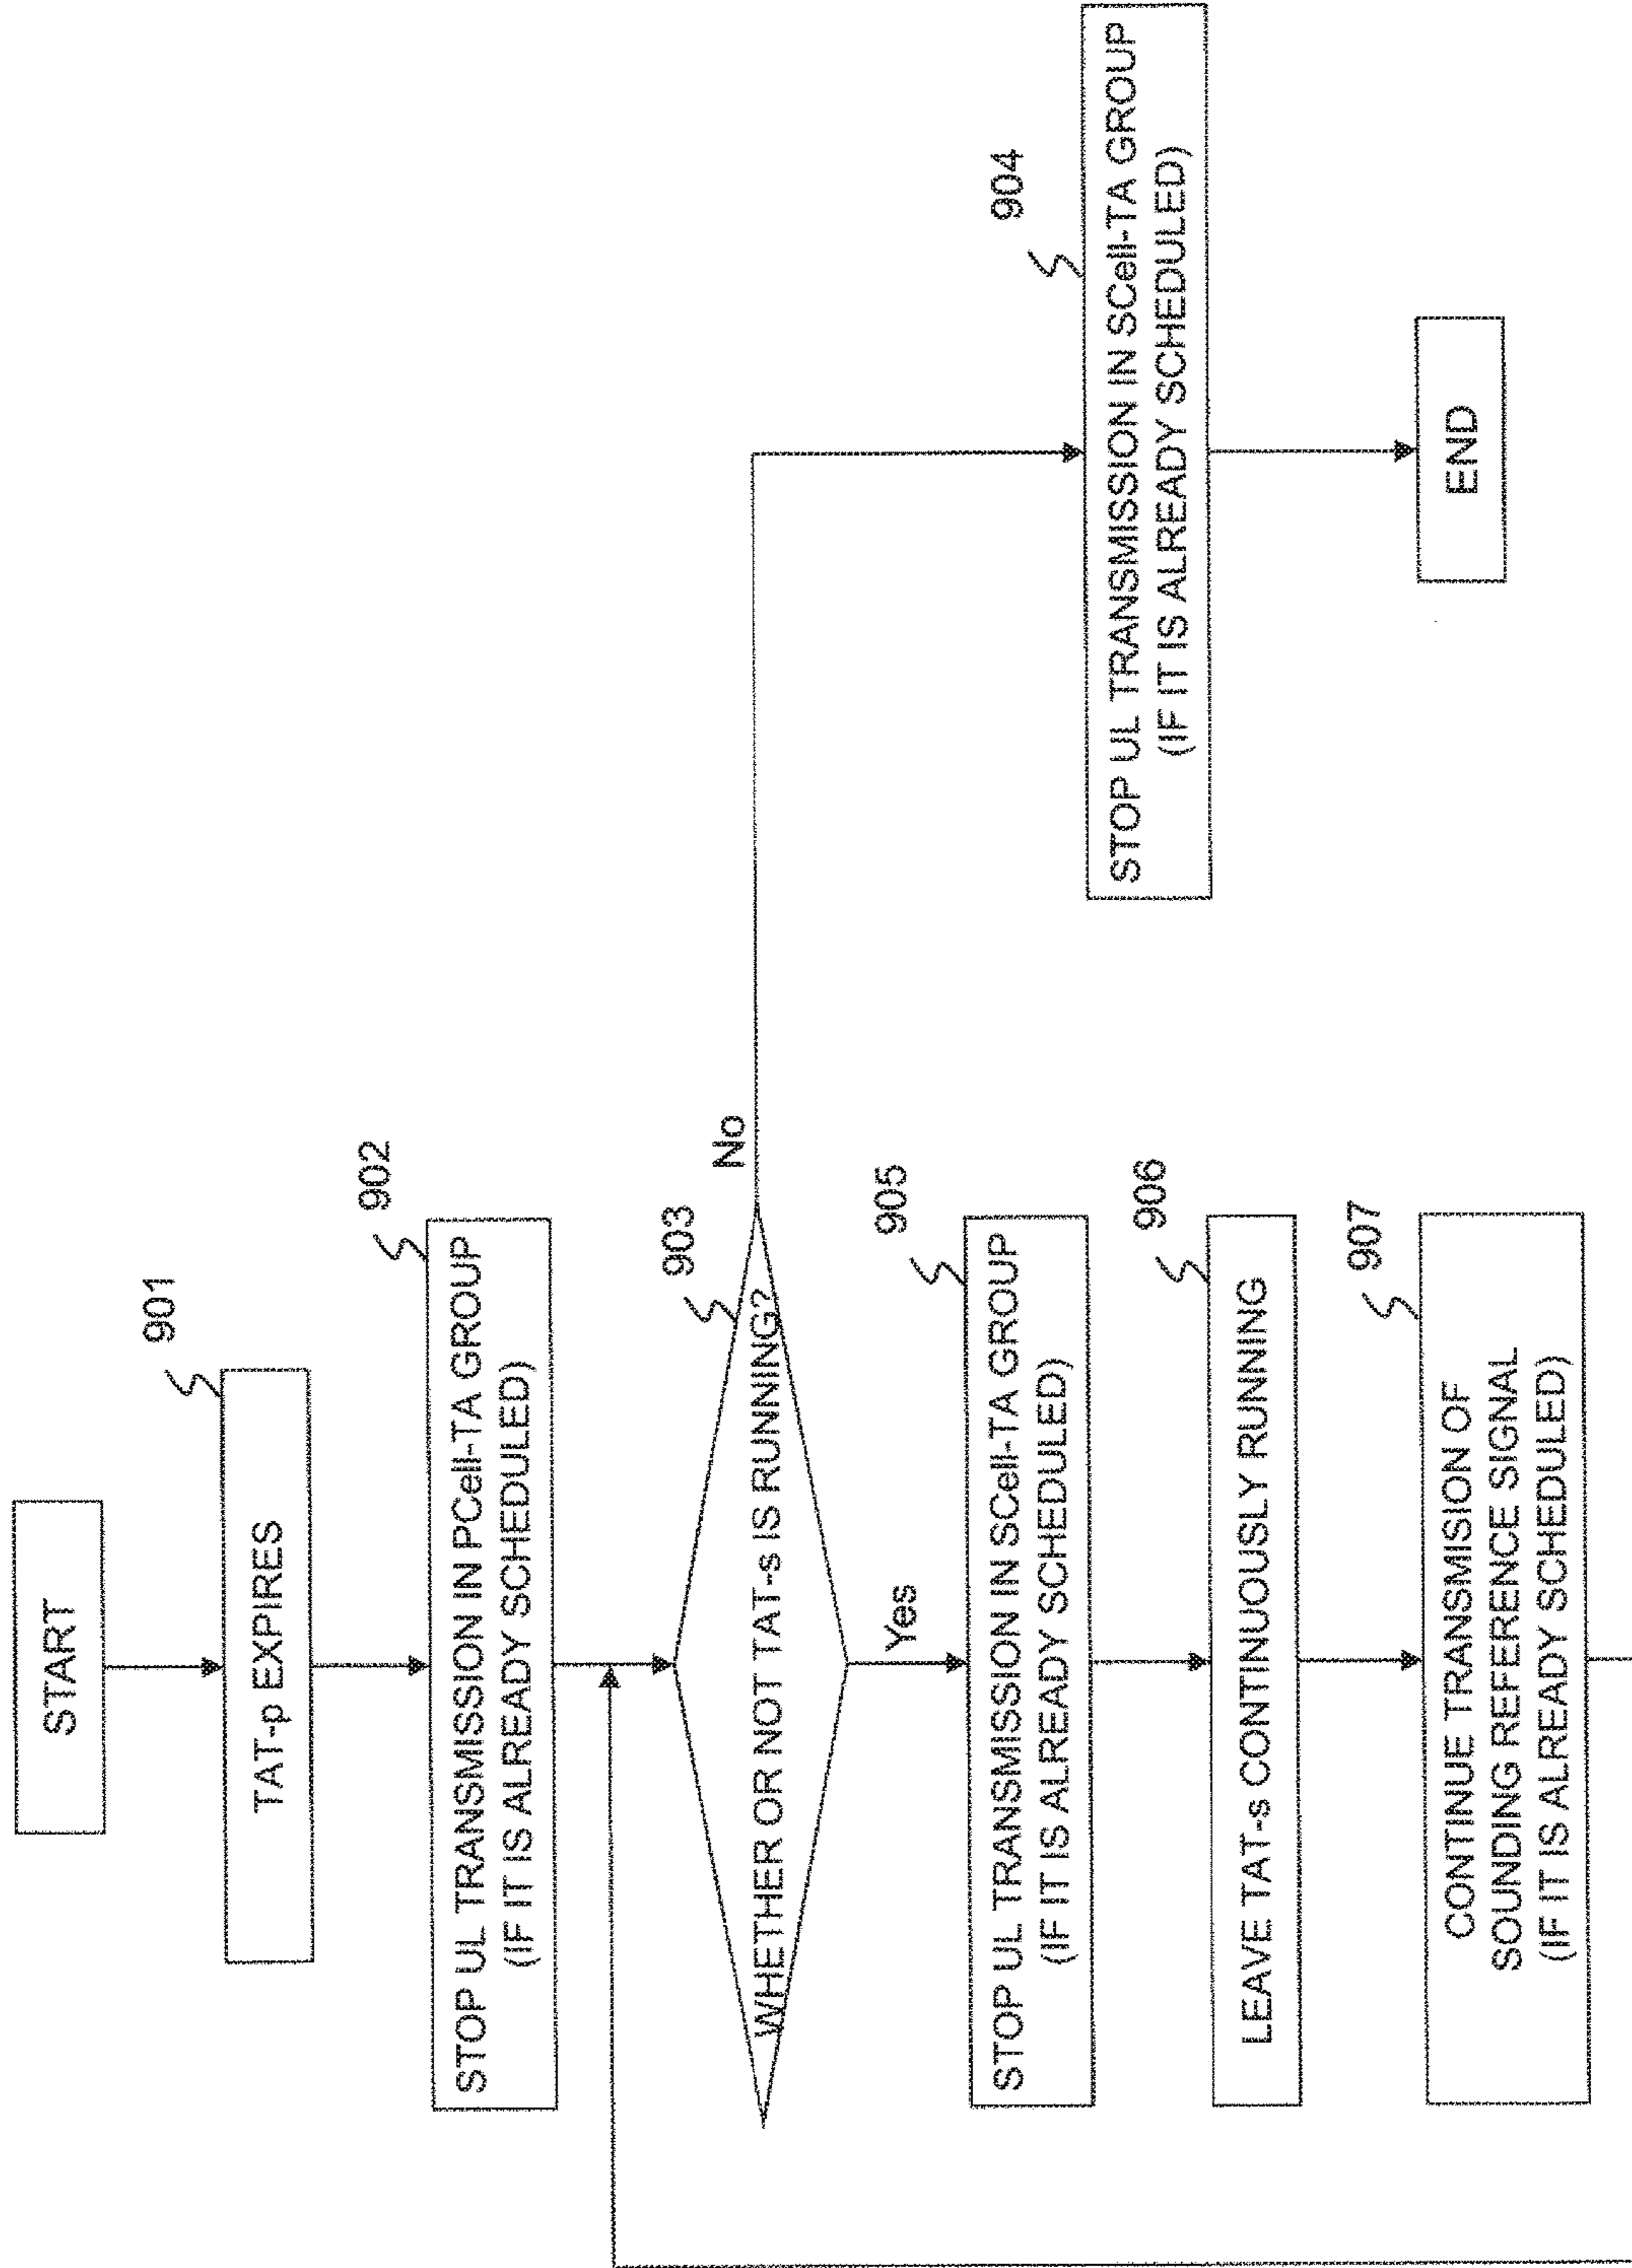 START
901
TAT-p EXPIRES
902
STOP UL TRANSMISSION IN PCell-TA GROUP
(IF IT IS ALREADY SCHEDULED)
903
WHETHER OR NOT TAT-s IS RUNNING?
No
Yes
904
STOP UL TRANSMISSION IN SCell-TA GROUP
(IF IT IS ALREADY SCHEDULED)
END
905
STOP UL TRANSMISSION IN SCell-TA GROUP
(IF IT IS ALREADY SCHEDULED)
906
LEAVE TAT-s CONTINUOUSLY RUNNING
907
CONTINUE TRANSMISION OF
SOUNDING REFERENCE SIGNAL
(IF IT IS ALREADY SCHEDULED)